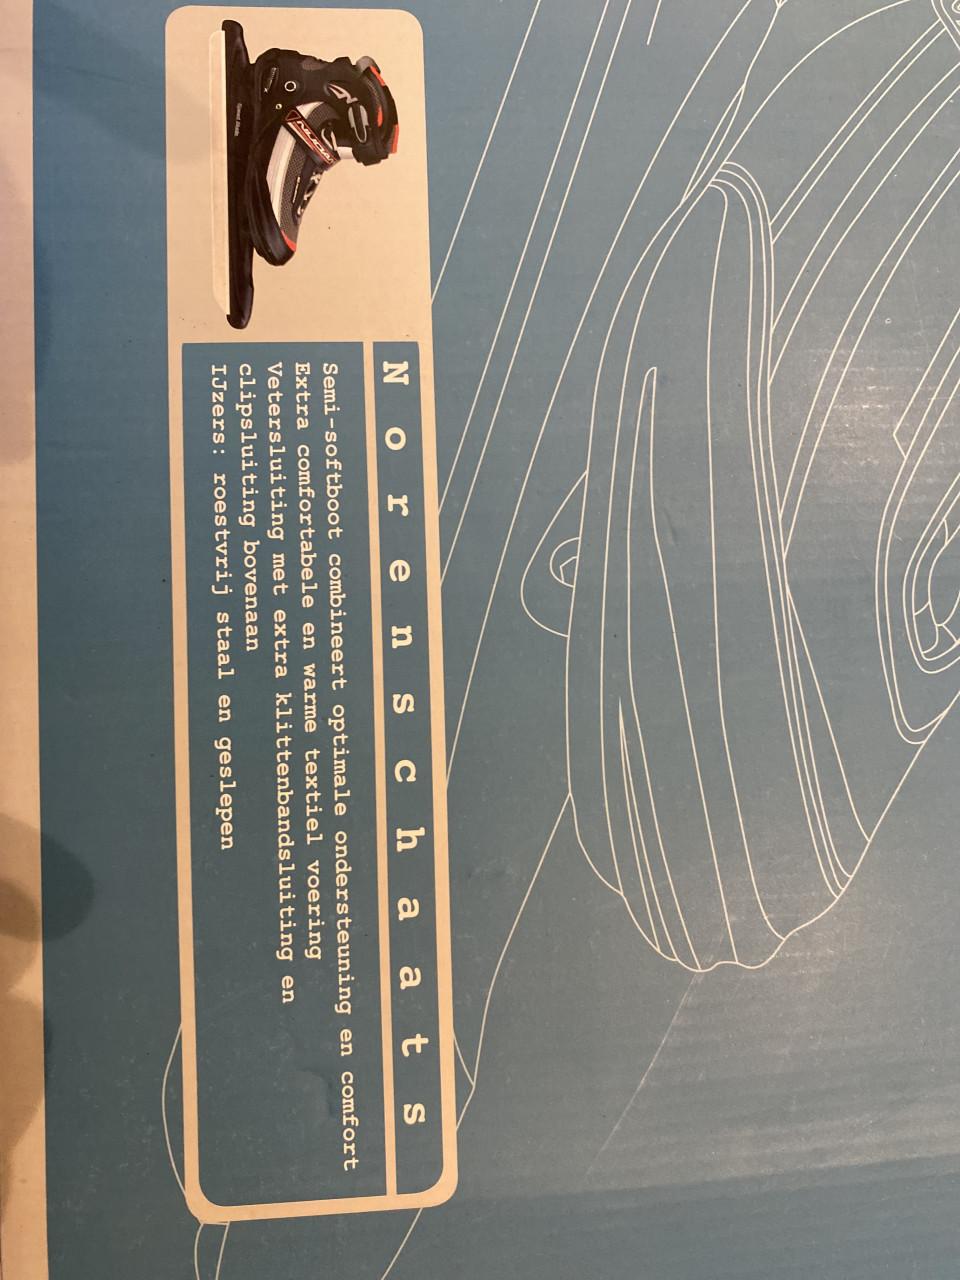 Norenschaats
Semi-softboot combineert optimale ondersteuning en comfort
Extra comfortabele en warme textiel voering
Vetersluiting met extra klittenbandsluiting en
clipsluiting bovenaan
IJzers: roestvrij staal en geslepen